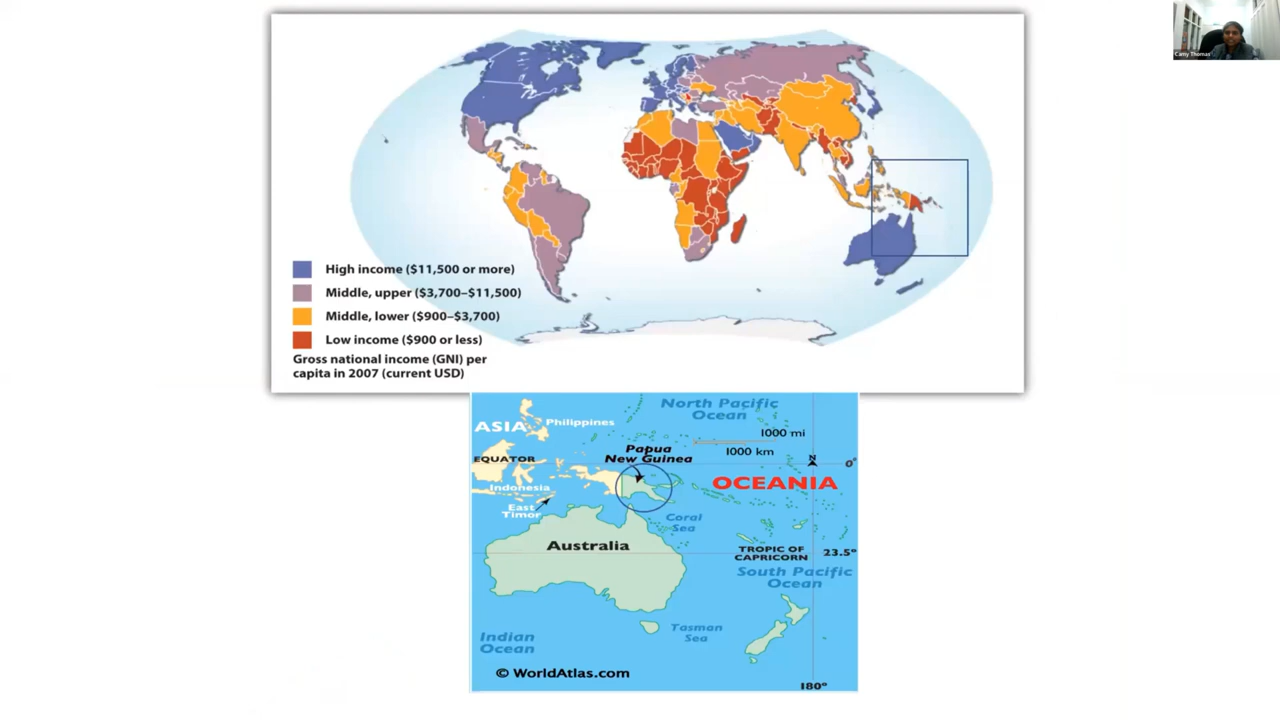 Camy Thomas
High income ($11,500 or more)
Middle, upper ($3,700–$11,500)
Middle, lower ($900–$3,700)
Low income ($900 or less)
Gross national income (GNI) per
capita in 2007 (current USD)
North Pacific
Ocean
ASIA
Philippines
1000 mi
1000 km
Papua
New Guinea
EQUATOR
N
0°
OCEANIA
Indonesia
East
Timor
Coral
Sea
Australia
TROPIC OF
CAPRICORN
23.5°
South Pacific
Ocean
Tasman
Sea
Indian
Ocean
© WorldAtlas.com
180°